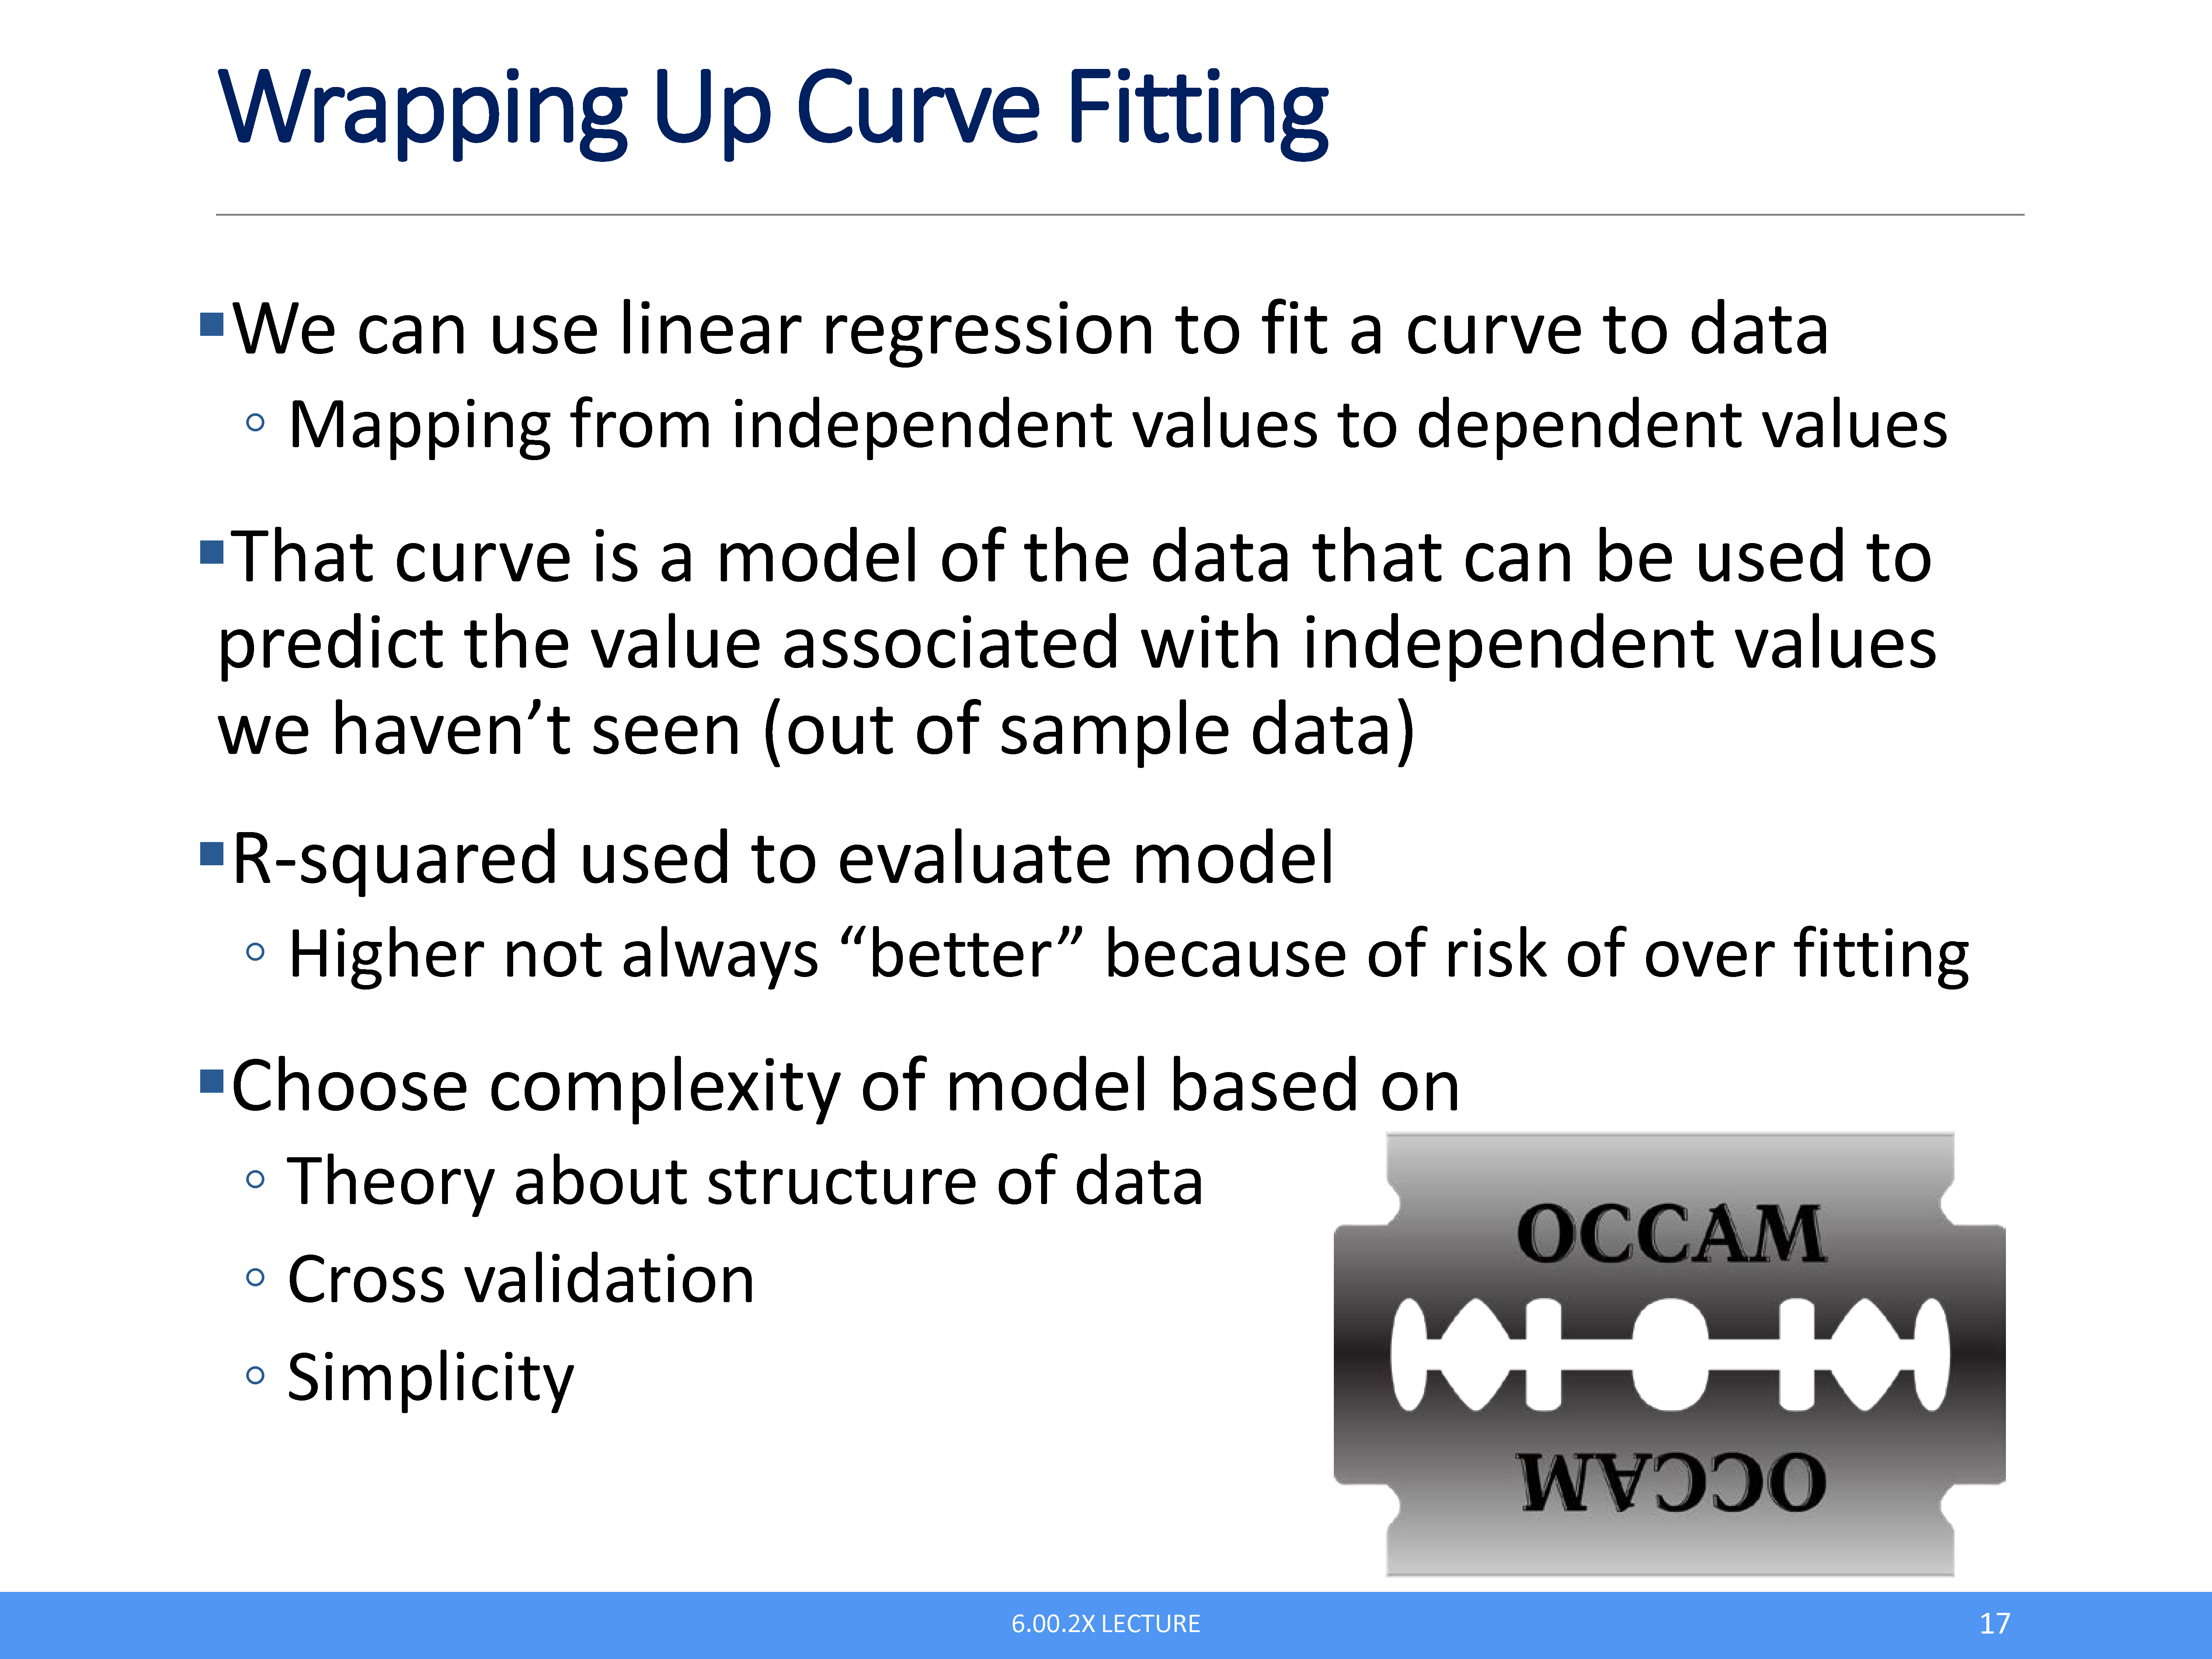 Wrapping Up Curve Fitting
▪We can use linear regression to fit a curve to data
◦ Mapping from independent values to dependent values
▪That curve is a model of the data that can be used to
predict the value associated with independent values
we haven’t seen (out of sample data)
▪R-squared used to evaluate model
◦ Higher not always “better” because of risk of over fitting
▪Choose complexity of model based on
◦ Theory about structure of data
◦ Cross validation
◦ Simplicity
OCCAM
OCCAM
6.00.2X LECTURE
17